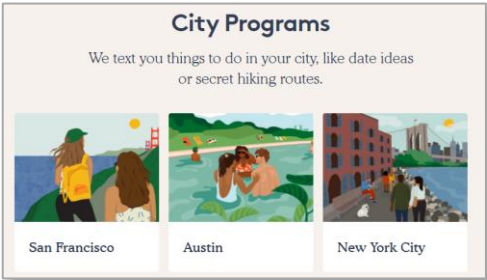 City Programs
We text you things to do in your city, like date ideas
or secret hiking routes.
San Francisco
Austin
New York City